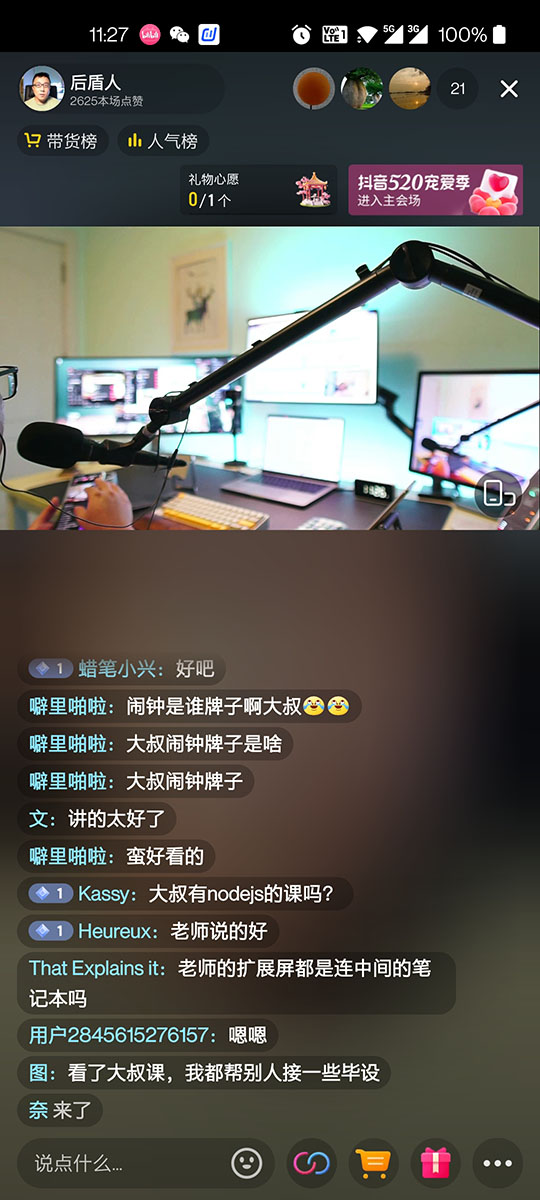 11:27
5G
3G
VoLTE 1
100%
后盾人
2625本场点赞
21
带货榜
人气榜
礼物心愿
0/1个
抖音520宠爱季
进入主会场
1 蜡笔小兴：好吧
噼里啪啦：闹钟是谁牌子啊大叔😂😂
噼里啪啦：大叔闹钟牌子是啥
噼里啪啦：大叔闹钟牌子
文：讲的太好了
噼里啪啦：蛮好看的
1 Kassy：大叔有nodejs的课吗？
1 Heureux：老师说的好
That Explains it：老师的扩展屏都是连中间的笔
记本吗
用户2845615276157：嗯嗯
图：看了大叔课，我都帮别人接一些毕设
奈 来了
说点什么...